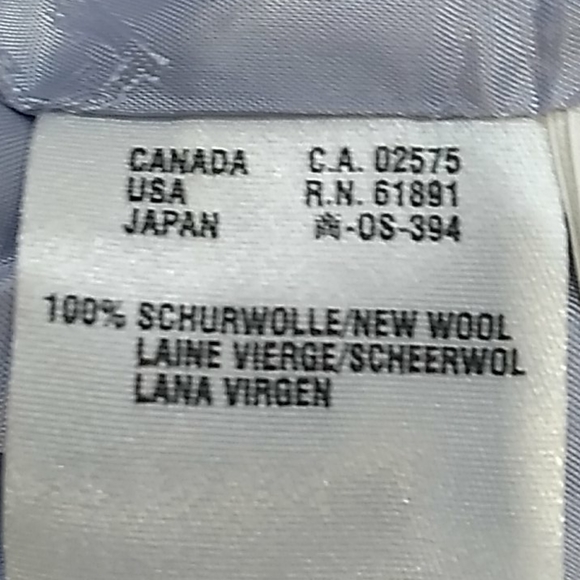 CANADA C.A. 02575
USA R.N. 61891
JAPAN 商-OS-394
100% SCHURWOLLE/NEW WOOL
LAINE VIERGE/SCHEERWOL
LANA VIRGEN